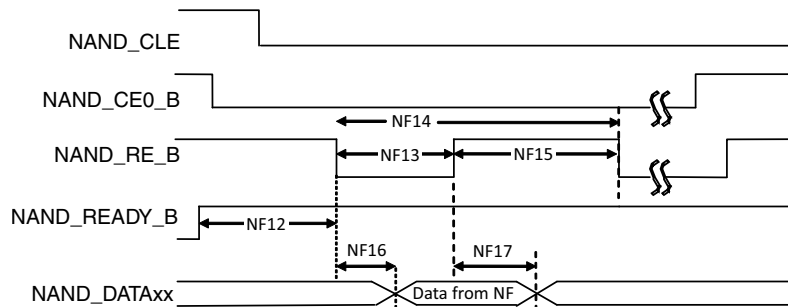 NAND_CLE
NAND_CE0_B
NF14
NAND_RE_B
NF13
NF15
NAND_READY_B
NF12
NF16
NF17
NAND_DATAxx
Data from NF